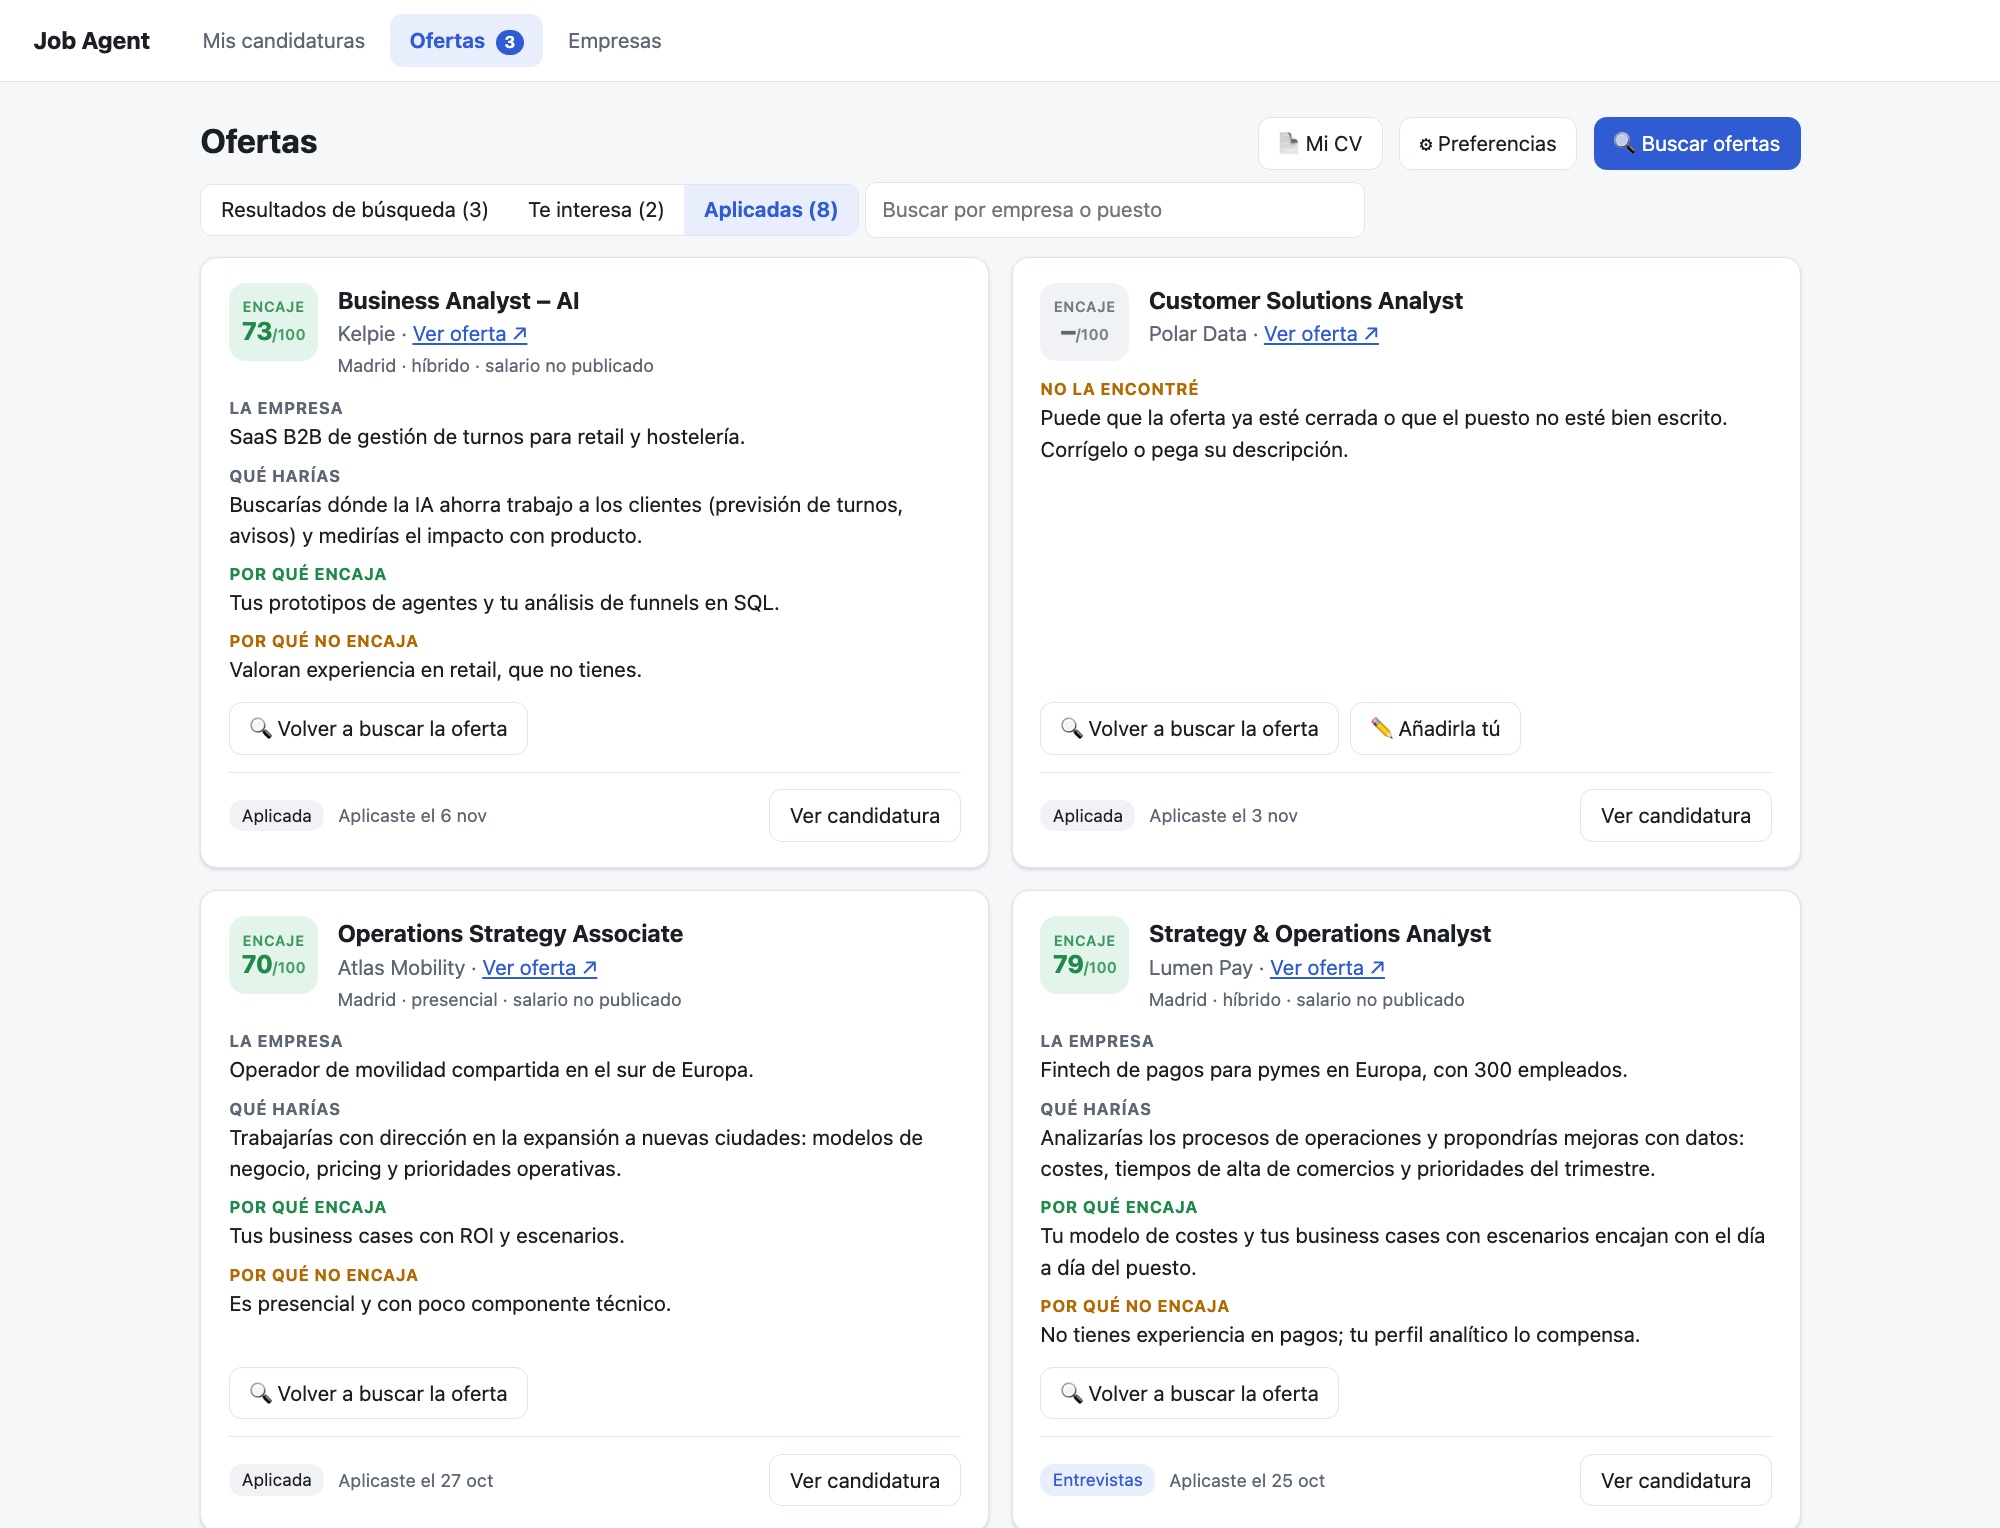 Job Agent
Mis candidaturas
Ofertas 3
Empresas
Ofertas
Mi CV
Preferencias
Buscar ofertas
Resultados de búsqueda (3)
Te interesa (2)
Aplicadas (8)
Buscar por empresa o puesto
ENCAJE
73/100
Business Analyst – AI
Kelpie · Ver oferta ↗
Madrid · híbrido · salario no publicado
LA EMPRESA
SaaS B2B de gestión de turnos para retail y hostelería.
QUÉ HARÍAS
Buscarías dónde la IA ahorra trabajo a los clientes (previsión de turnos,
avisos) y medirías el impacto con producto.
POR QUÉ ENCAJA
Tus prototipos de agentes y tu análisis de funnels en SQL.
POR QUÉ NO ENCAJA
Valoran experiencia en retail, que no tienes.
Volver a buscar la oferta
Aplicada
Aplicaste el 6 nov
Ver candidatura
ENCAJE
–/100
Customer Solutions Analyst
Polar Data · Ver oferta ↗
NO LA ENCONTRÉ
Puede que la oferta ya esté cerrada o que el puesto no esté bien escrito.
Corrígelo o pega su descripción.
Volver a buscar la oferta
Añadirla tú
Aplicada
Aplicaste el 3 nov
Ver candidatura
ENCAJE
70/100
Operations Strategy Associate
Atlas Mobility · Ver oferta ↗
Madrid · presencial · salario no publicado
LA EMPRESA
Operador de movilidad compartida en el sur de Europa.
QUÉ HARÍAS
Trabajarías con dirección en la expansión a nuevas ciudades: modelos de
negocio, pricing y prioridades operativas.
POR QUÉ ENCAJA
Tus business cases con ROI y escenarios.
POR QUÉ NO ENCAJA
Es presencial y con poco componente técnico.
Volver a buscar la oferta
Aplicada
Aplicaste el 27 oct
Ver candidatura
ENCAJE
79/100
Strategy & Operations Analyst
Lumen Pay · Ver oferta ↗
Madrid · híbrido · salario no publicado
LA EMPRESA
Fintech de pagos para pymes en Europa, con 300 empleados.
QUÉ HARÍAS
Analizarías los procesos de operaciones y propondrías mejoras con datos:
costes, tiempos de alta de comercios y prioridades del trimestre.
POR QUÉ ENCAJA
Tu modelo de costes y tus business cases con escenarios encajan con el día
a día del puesto.
POR QUÉ NO ENCAJA
No tienes experiencia en pagos; tu perfil analítico lo compensa.
Volver a buscar la oferta
Entrevistas
Aplicaste el 25 oct
Ver candidatura